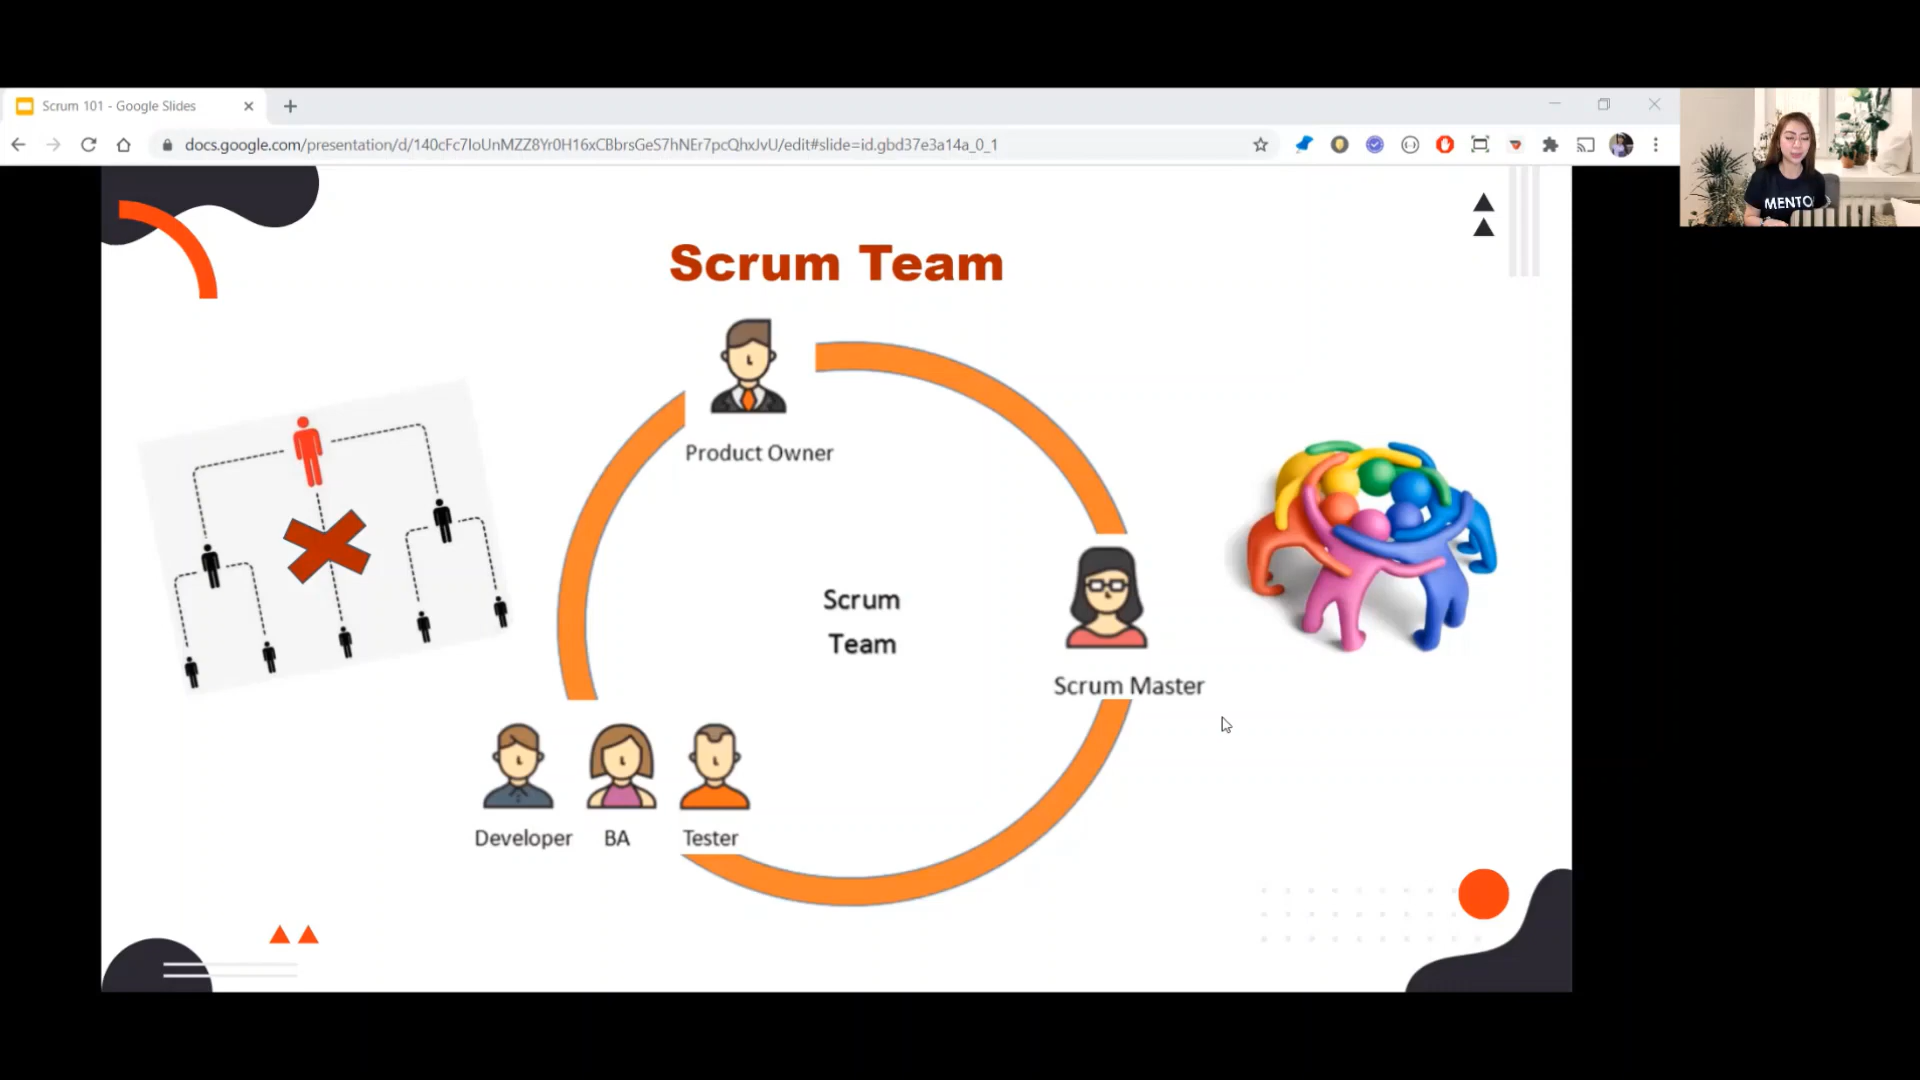 Scrum 101 - Google Slides
docs.google.com/presentation/d/140cFc7loUnMZZ8Yr0H16xCBbrsGeS7hNEr7pcQhxJvU/edit#slide=id.gbd37e3a14a_0_1
MENTO
Scrum Team
Product Owner
Scrum
Team
Scrum Master
Developer BA Tester